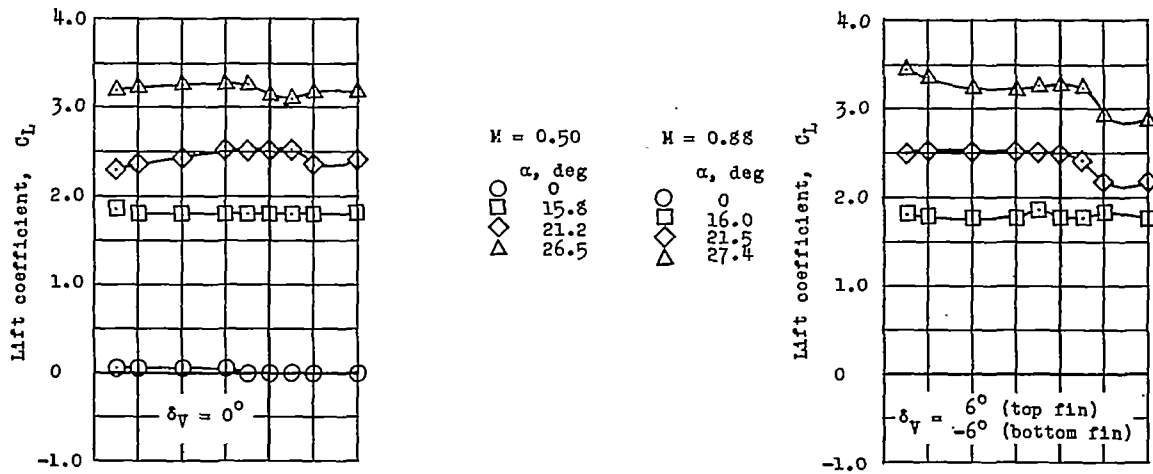 4.0
3.0
2.0
1.0
0
-1.0
Lift coefficient, C_L
δ_V = 0°
M = 0.50
α, deg
0
15.8
21.2
26.5
M = 0.88
α, deg
0
16.0
21.5
27.4
4.0
3.0
2.0
1.0
0
-1.0
Lift coefficient, C_L
δ_V = 6° (top fin)
-6° (bottom fin)